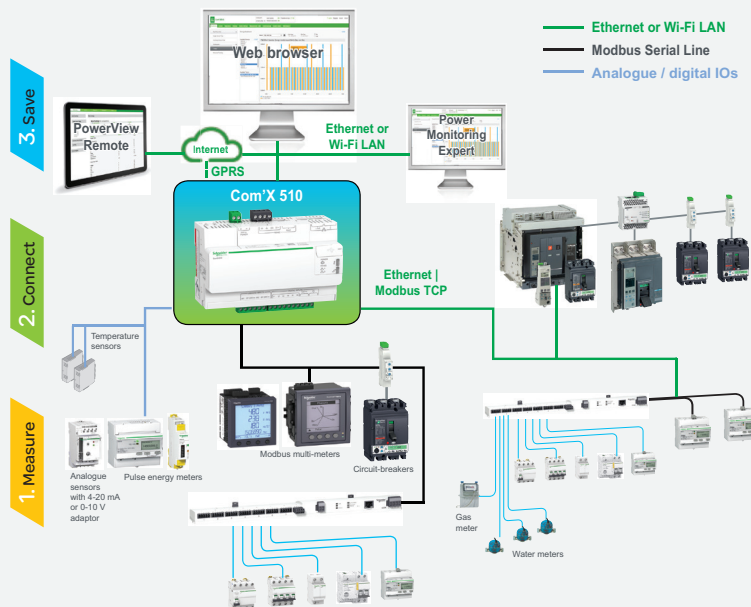 Ethernet or Wi-Fi LAN
Modbus Serial Line
Analogue / digital IOs
Web browser
3. Save
PowerView
Remote
Internet
GPRS
Ethernet or
Wi-Fi LAN
Power
Monitoring
Expert
Com'X 510
2. Connect
Ethernet |
Modbus TCP
Temperature
sensors
1. Measure
Analogue
sensors
with 4-20 mA
or 0-10 V
adaptor
Pulse energy meters
Modbus multi-meters
Circuit-breakers
Gas
meter
Water meters